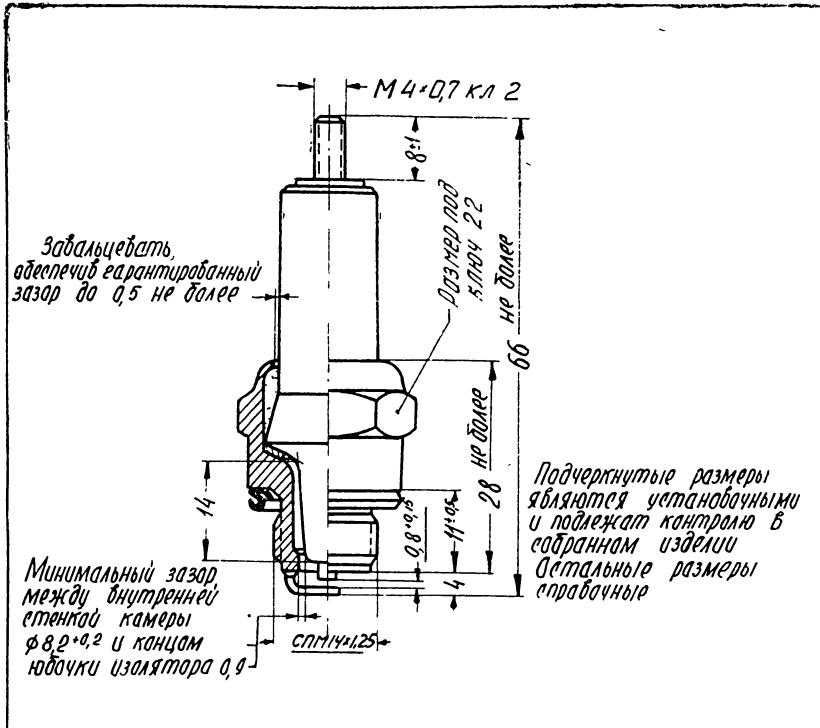 М 4×0,7 кл 2
8±1
Размер под
ключ 22
66 не более
Завальцевать,
обеспечив гарантированный
зазор до 0,5 не более
28 не более
14
0,8+0,15
11±0,5
4
Подчеркнутые размеры
являются установочными
и подлежат контролю в
собранном изделии
Остальные размеры
справочные
Минимальный зазор
между внутренней
стенкой камеры
ф8,2+0,2 и концом
юбочки изолятора 0,9
СПМ14×1,25